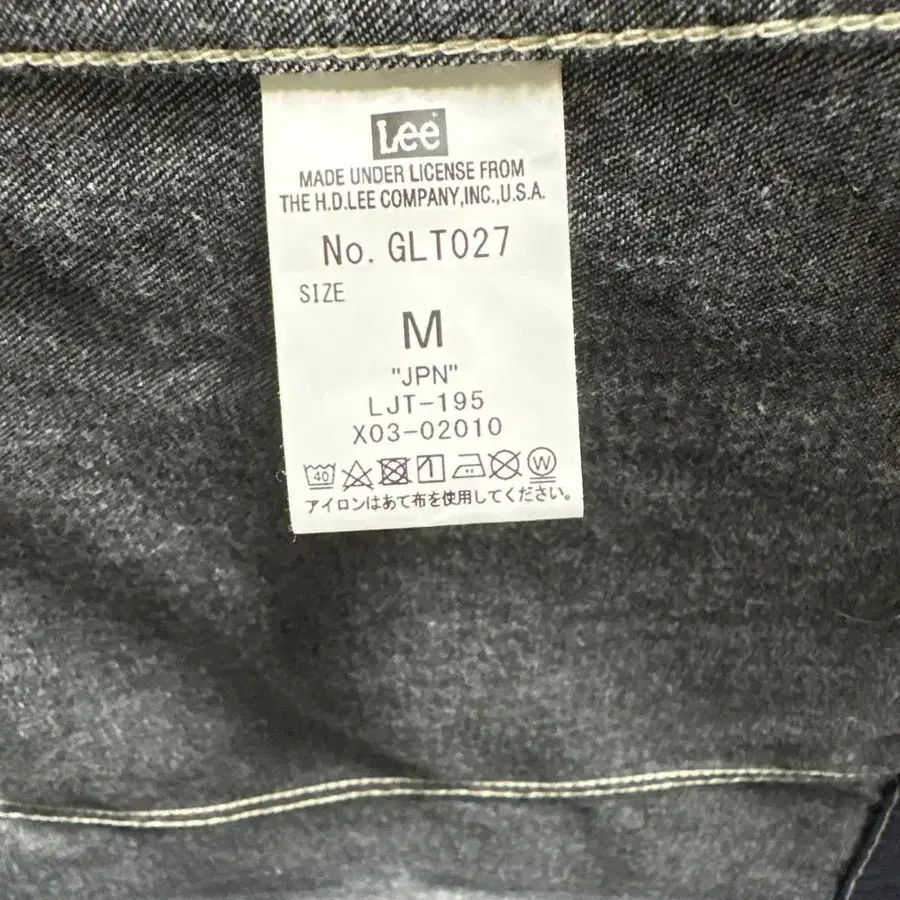 Lee
MADE UNDER LICENSE FROM
THE H.D.LEE COMPANY,INC.,U.S.A.
No. GLT027
SIZE
M
"JPN"
LJT-195
X03-02010
40 1 W
アイロンはあて布を使用してください。